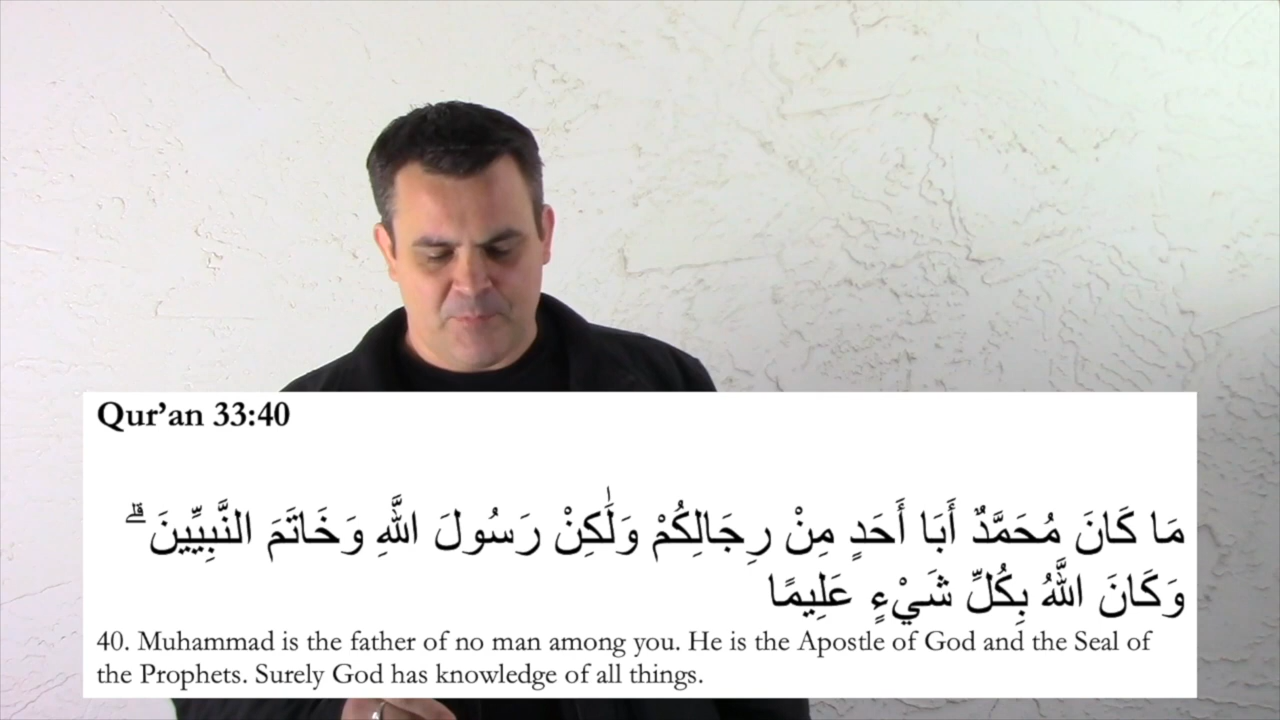 Qur’an 33:40
مَا كَانَ مُحَمَّدٌ أَبَا أَحَدٍ مِنْ رِجَالِكُمْ وَلَٰكِنْ رَسُولَ اللَّهِ وَخَاتَمَ النَّبِيِّينَ ۗ
وَكَانَ اللَّهُ بِكُلِّ شَيْءٍ عَلِيمًا
40. Muhammad is the father of no man among you. He is the Apostle of God and the Seal of
the Prophets. Surely God has knowledge of all things.